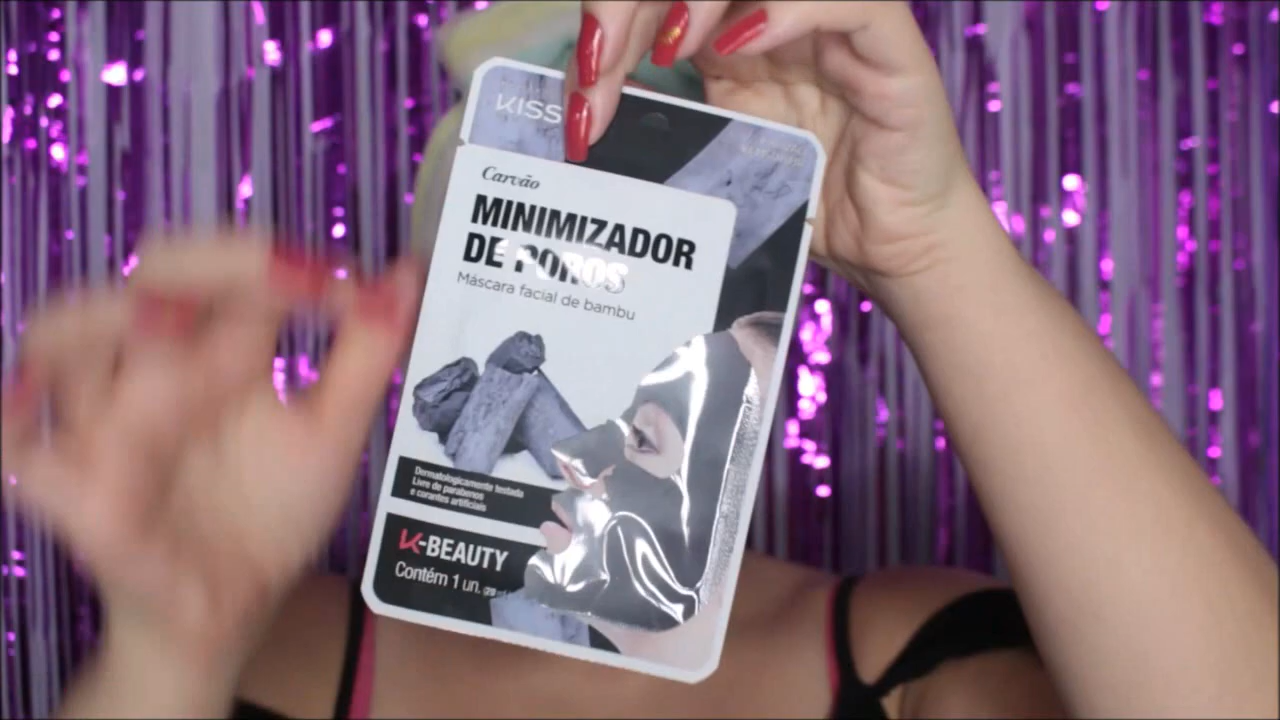 KISS
Carvão
MINIMIZADOR
DE POROS
Máscara facial de bambu
Dermatologicamente testada
Livre de parabenos
e corantes artificiais
K-BEAUTY
Contém 1 un.